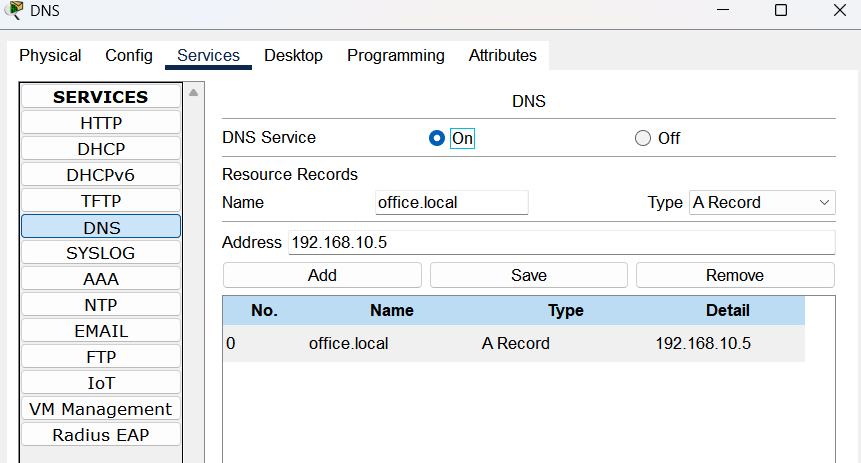 DNS
Physical Config Services Desktop Programming Attributes
SERVICES
HTTP
DHCP
DHCPv6
TFTP
DNS
SYSLOG
AAA
NTP
EMAIL
FTP
IoT
VM Management
Radius EAP
DNS
DNS Service On Off
Resource Records
Name office.local Type A Record
Address 192.168.10.5
Add Save Remove
No. Name Type Detail
0 office.local A Record 192.168.10.5